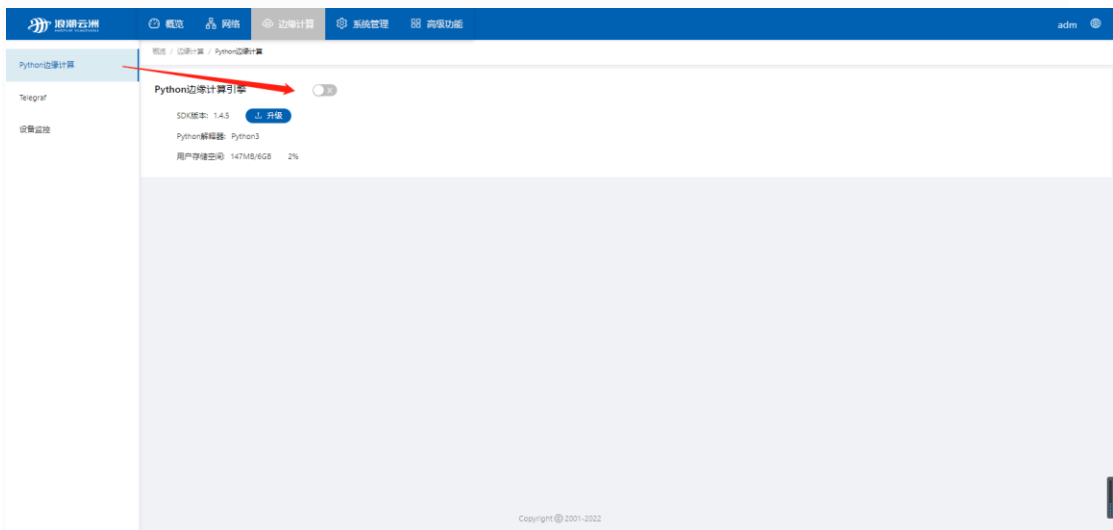 浪潮云洲
概览 网络 边缘计算 系统管理 高级功能 adm
概览 / 边缘计算 / Python边缘计算
Python边缘计算
Telegraf
设备监控
Python边缘计算引擎
SDK版本: 1.4.5 升级
Python解释器: Python3
用户存储空间: 147MB/6GB 2%
Copyright © 2001-2022